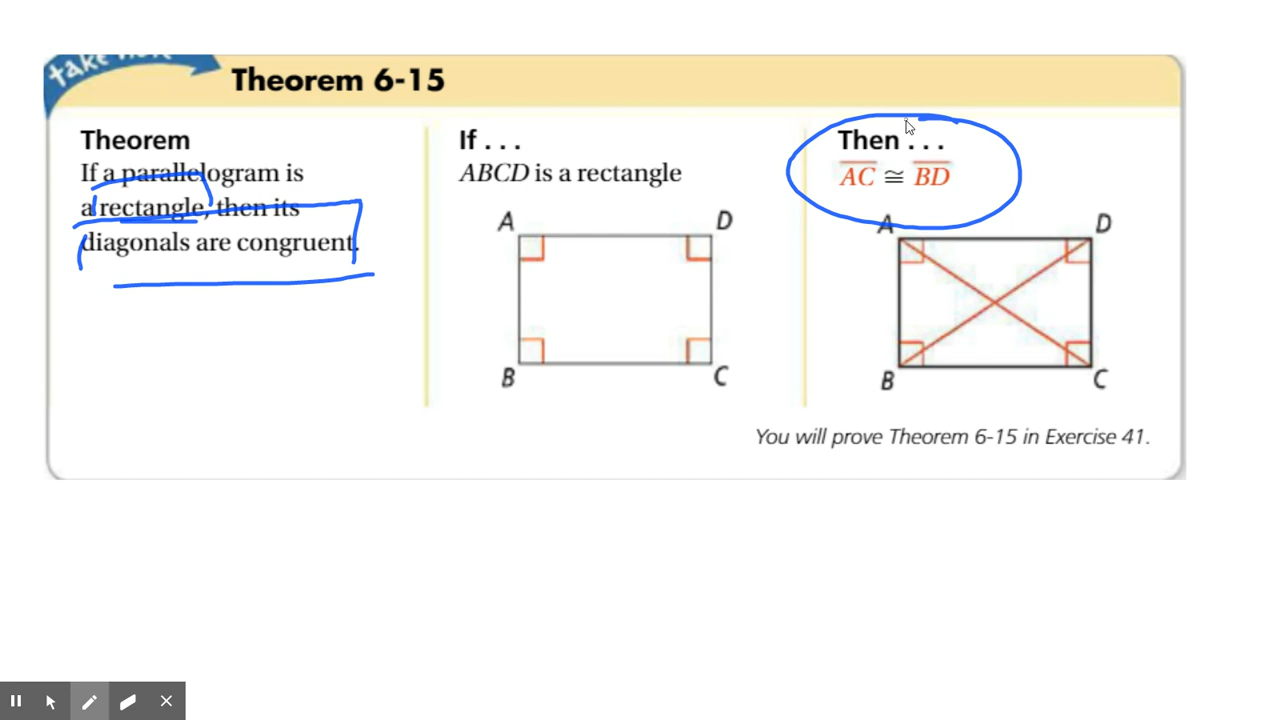 take note
Theorem 6-15
Theorem
If a parallelogram is
a rectangle, then its
diagonals are congruent.
If . . .
ABCD is a rectangle
A D
B C
Then . . .
AC ≅ BD
A D
B C
You will prove Theorem 6-15 in Exercise 41.